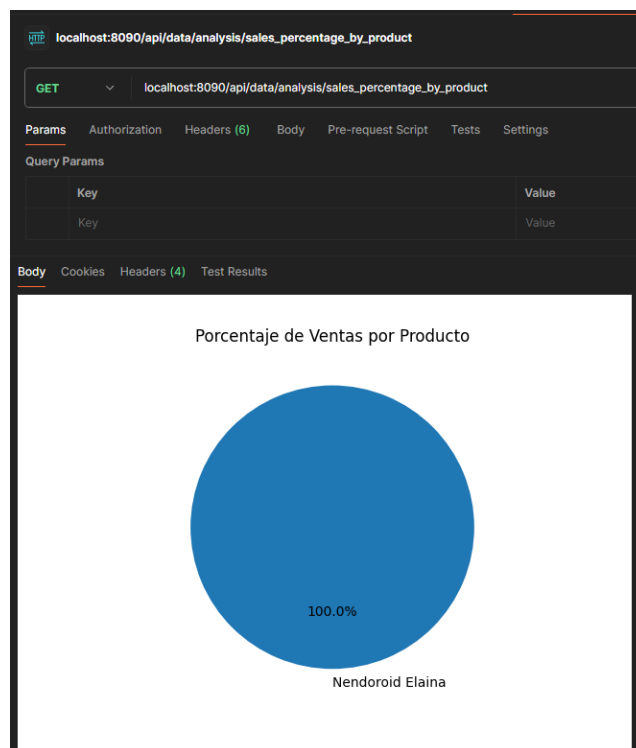 HTTP localhost:8090/api/data/analysis/sales_percentage_by_product
GET localhost:8090/api/data/analysis/sales_percentage_by_product
Params Authorization Headers (6) Body Pre-request Script Tests Settings
Query Params
Key Value
Key Value
Body Cookies Headers (4) Test Results
Porcentaje de Ventas por Producto
100.0%
Nendoroid Elaina